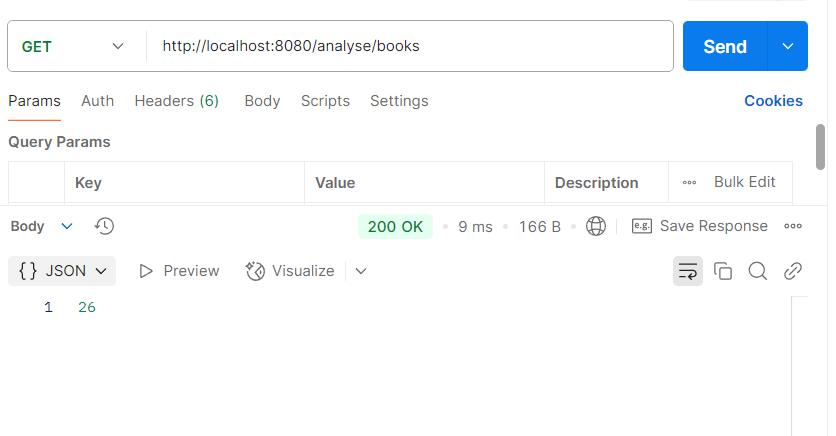 GET http://localhost:8080/analyse/books Send
Params Auth Headers (6) Body Scripts Settings Cookies
Query Params
Key Value Description Bulk Edit
Body 200 OK 9 ms 166 B e.g. Save Response
{} JSON Preview Visualize
1 26